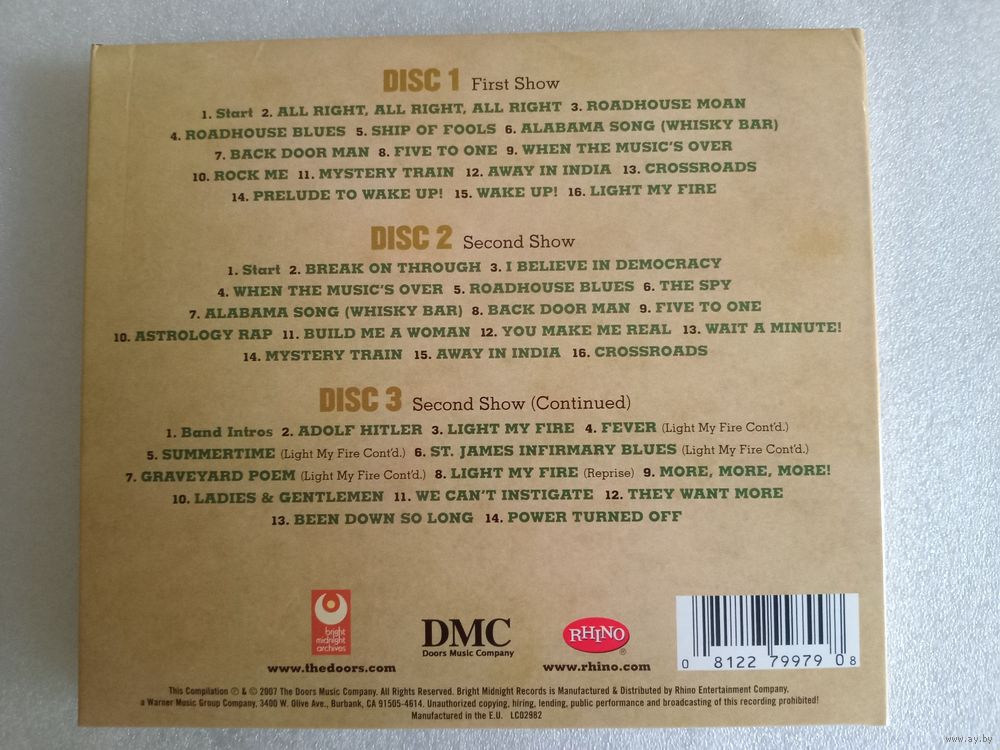 DISC 1 First Show
1. Start 2. ALL RIGHT, ALL RIGHT, ALL RIGHT 3. ROADHOUSE MOAN
4. ROADHOUSE BLUES 5. SHIP OF FOOLS 6. ALABAMA SONG (WHISKY BAR)
7. BACK DOOR MAN 8. FIVE TO ONE 9. WHEN THE MUSIC'S OVER
10. ROCK ME 11. MYSTERY TRAIN 12. AWAY IN INDIA 13. CROSSROADS
14. PRELUDE TO WAKE UP! 15. WAKE UP! 16. LIGHT MY FIRE
DISC 2 Second Show
1. Start 2. BREAK ON THROUGH 3. I BELIEVE IN DEMOCRACY
4. WHEN THE MUSIC'S OVER 5. ROADHOUSE BLUES 6. THE SPY
7. ALABAMA SONG (WHISKY BAR) 8. BACK DOOR MAN 9. FIVE TO ONE
10. ASTROLOGY RAP 11. BUILD ME A WOMAN 12. YOU MAKE ME REAL 13. WAIT A MINUTE!
14. MYSTERY TRAIN 15. AWAY IN INDIA 16. CROSSROADS
DISC 3 Second Show (Continued)
1. Band Intros 2. ADOLF HITLER 3. LIGHT MY FIRE 4. FEVER (Light My Fire Cont'd.)
5. SUMMERTIME (Light My Fire Cont'd.) 6. ST. JAMES INFIRMARY BLUES (Light My Fire Cont'd.)
7. GRAVEYARD POEM (Light My Fire Cont'd.) 8. LIGHT MY FIRE (Reprise) 9. MORE, MORE, MORE!
10. LADIES & GENTLEMEN 11. WE CAN'T INSTIGATE 12. THEY WANT MORE
13. BEEN DOWN SO LONG 14. POWER TURNED OFF
bright
midnight
archives
www.thedoors.com
DMC
Doors Music Company
RHINO
®
www.rhino.com
0 81227 99790 8
This Compilation ℗ & © 2007 The Doors Music Company. All Rights Reserved. Bright Midnight Records is Manufactured & Distributed by Rhino Entertainment Company,
a Warner Music Group Company, 3400 W. Olive Ave., Burbank, CA 91505-4614. Unauthorized copying, hiring, lending, public performance and broadcasting of this recording prohibited!
Manufactured in the E.U. LC02982
© www.ay.by